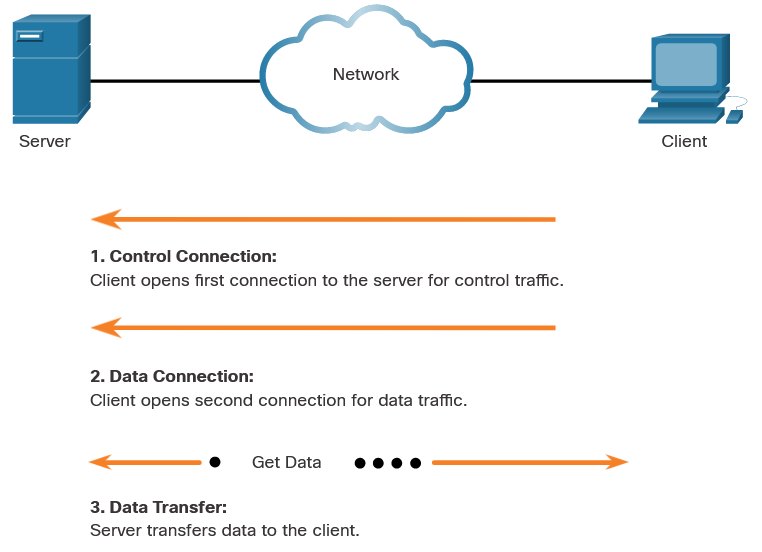 Network
Server
Client
1. Control Connection:
Client opens first connection to the server for control traffic.
2. Data Connection:
Client opens second connection for data traffic.
Get Data
3. Data Transfer:
Server transfers data to the client.